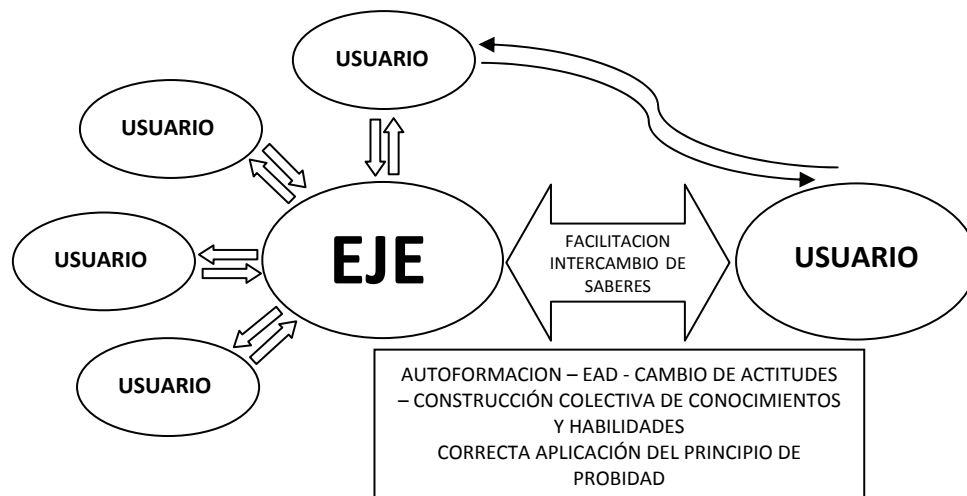 USUARIO
USUARIO
USUARIO
USUARIO
EJE
FACILITACION
INTERCAMBIO DE
SABERES
USUARIO
AUTOFORMACION – EAD - CAMBIO DE ACTITUDES
– CONSTRUCCIÓN COLECTIVA DE CONOCIMIENTOS
Y HABILIDADES
CORRECTA APLICACIÓN DEL PRINCIPIO DE
PROBIDAD